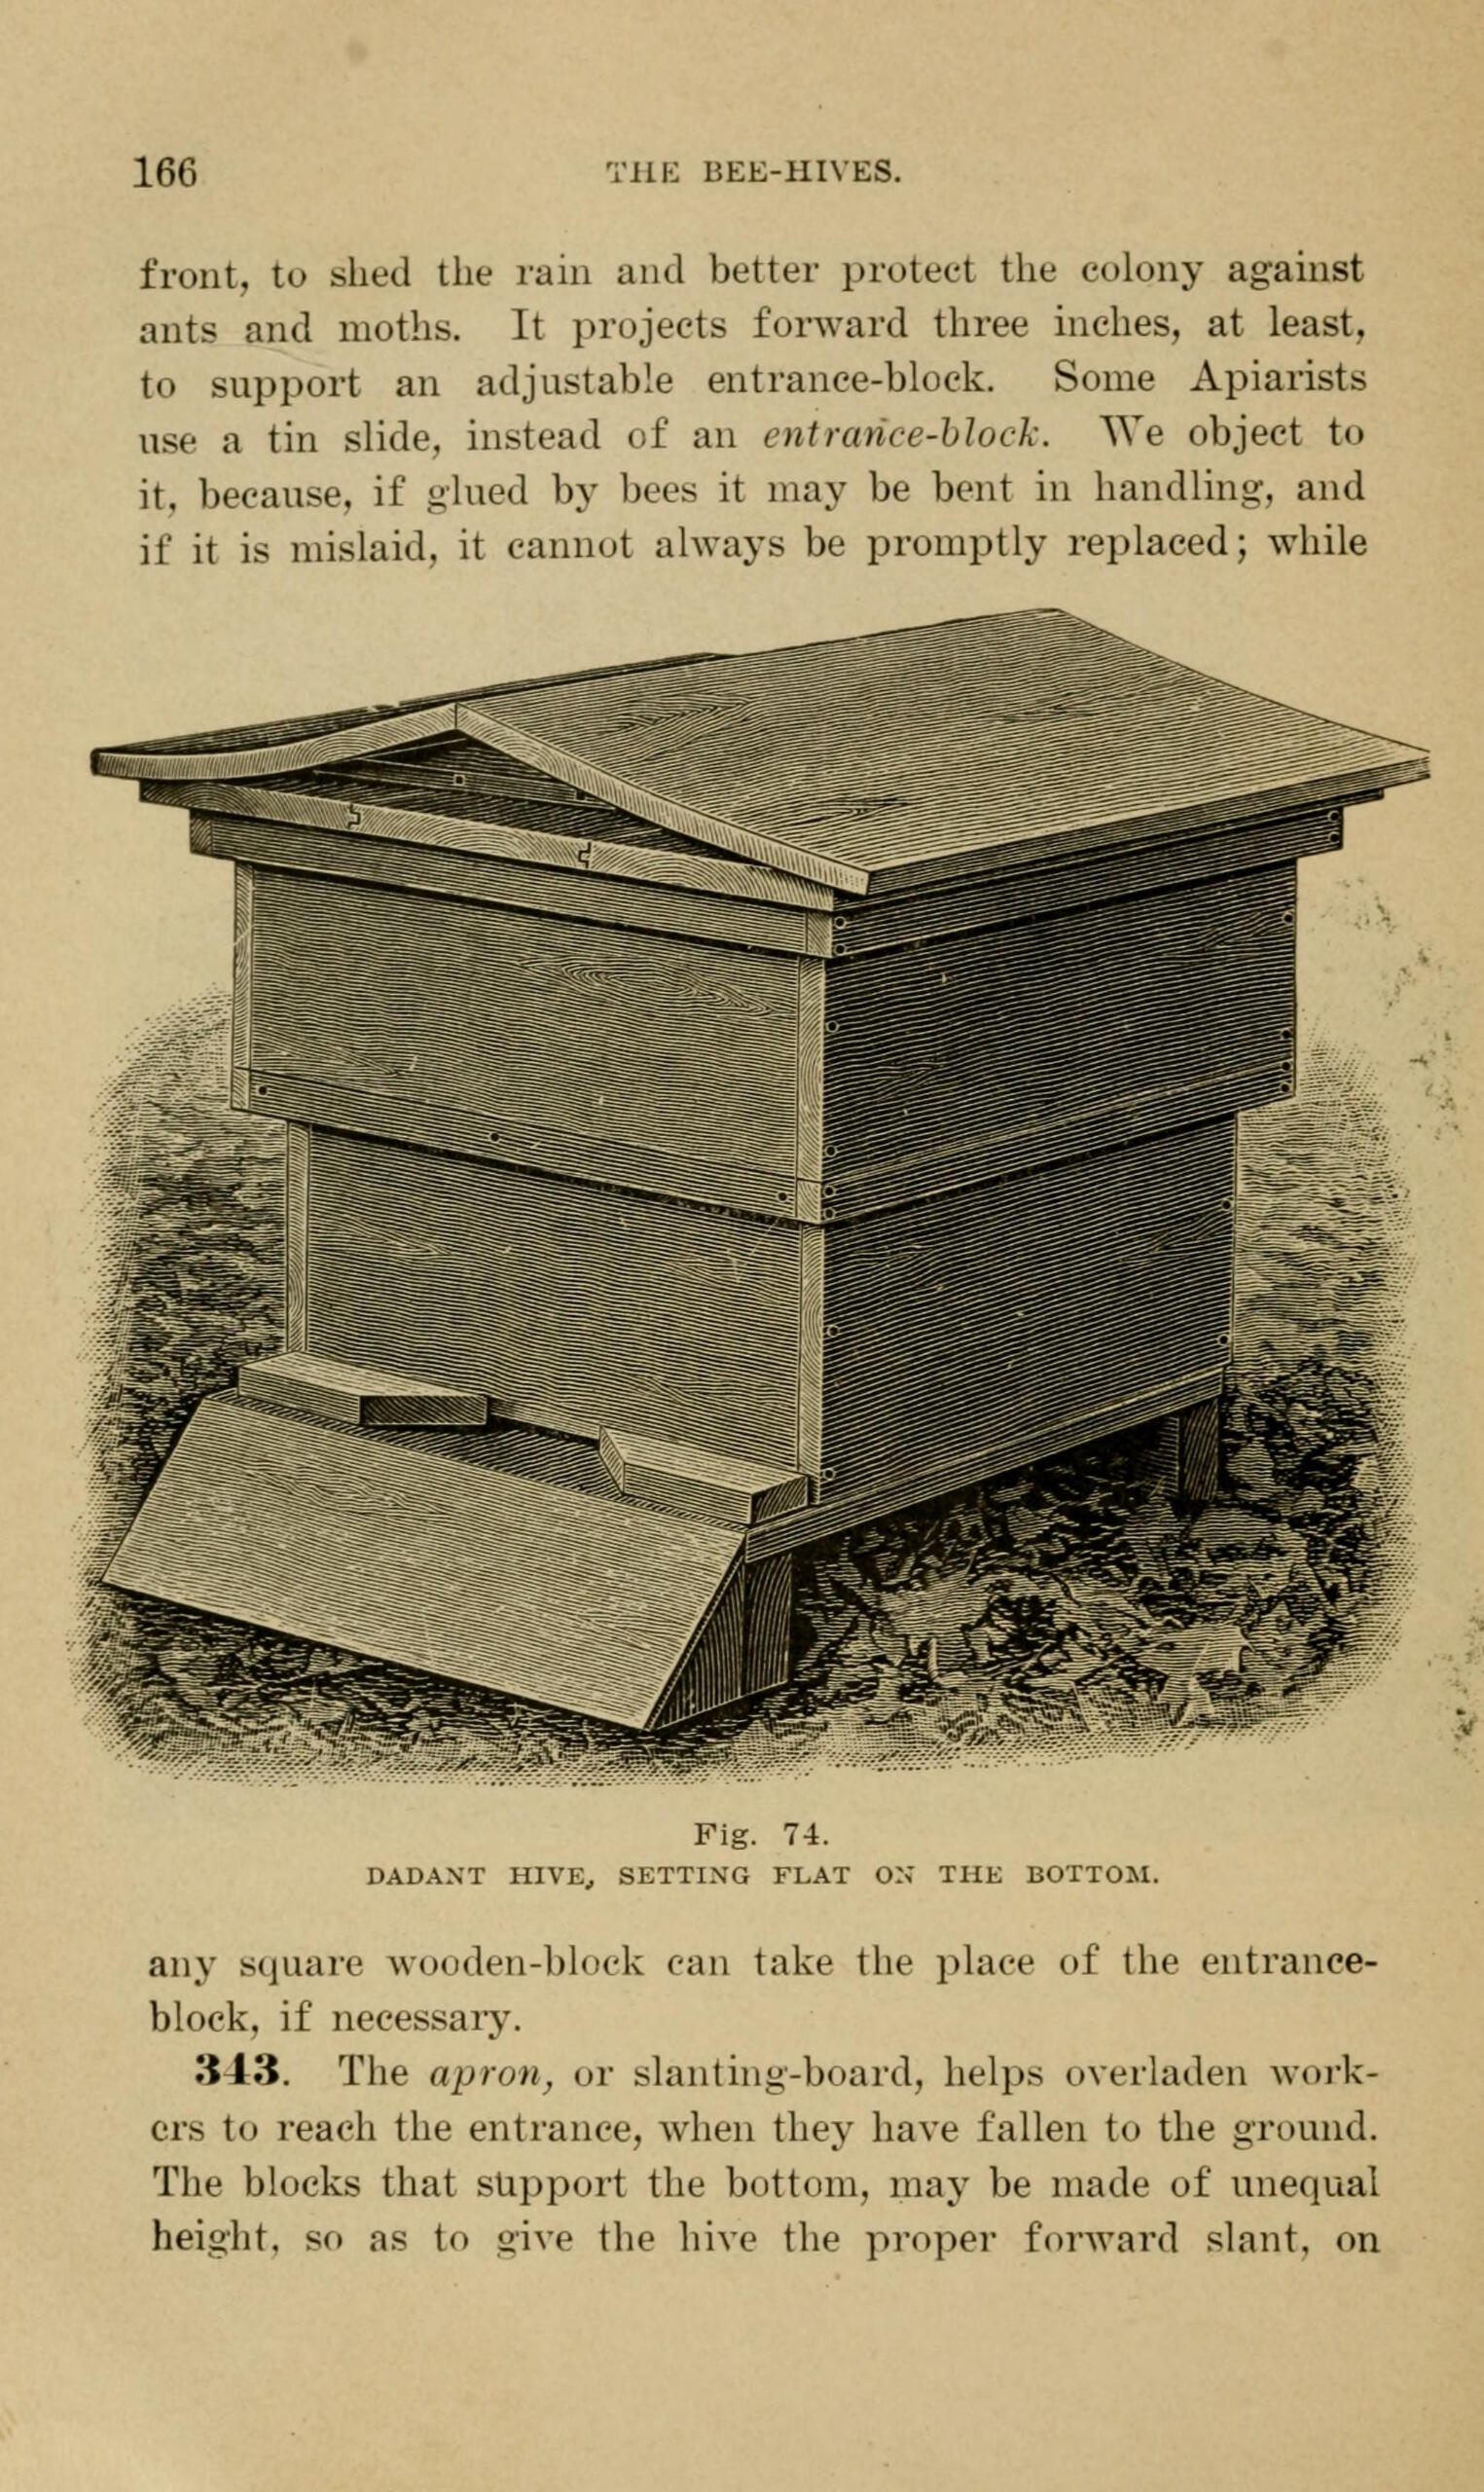 166
THE BEE-HIVES.
front, to shed the rain and better protect the colony against
ants and moths. It projects forward three inches, at least,
to support an adjustable entrance-block. Some Apiarists
use a tin slide, instead of an entrance-block. We object to
it, because, if glued by bees it may be bent in handling, and
if it is mislaid, it cannot always be promptly replaced; while
Fig. 74.
DADANT HIVE, SETTING FLAT ON THE BOTTOM.
any square wooden-block can take the place of the entrance-
block, if necessary.
343. The apron, or slanting-board, helps overladen work-
ers to reach the entrance, when they have fallen to the ground.
The blocks that support the bottom, may be made of unequal
height, so as to give the hive the proper forward slant, on